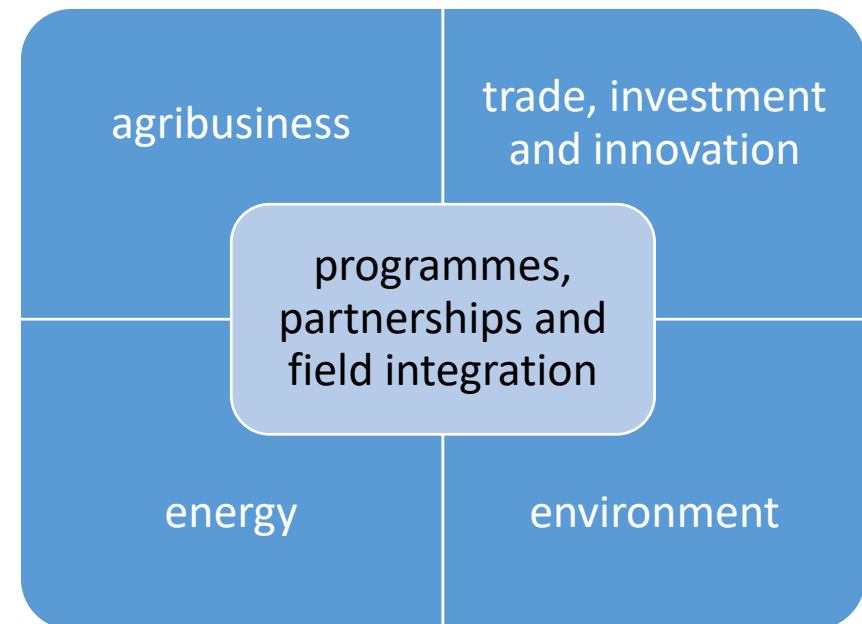 agribusiness
trade, investment
and innovation
programmes,
partnerships and
field integration
energy
environment